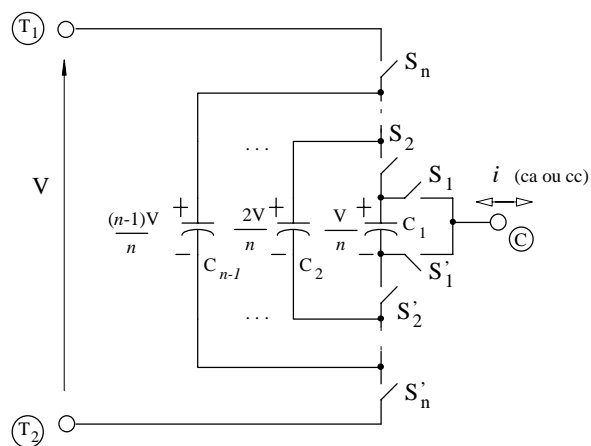 T1
Sn
S2
. . .
S1
i (ca ou cc)
V
(n-1)V
n
+
2V
n
+
V
n
+
C1
C
−
Cn-1
−
C2
−
S'1
. . .
S'2
S'n
T2